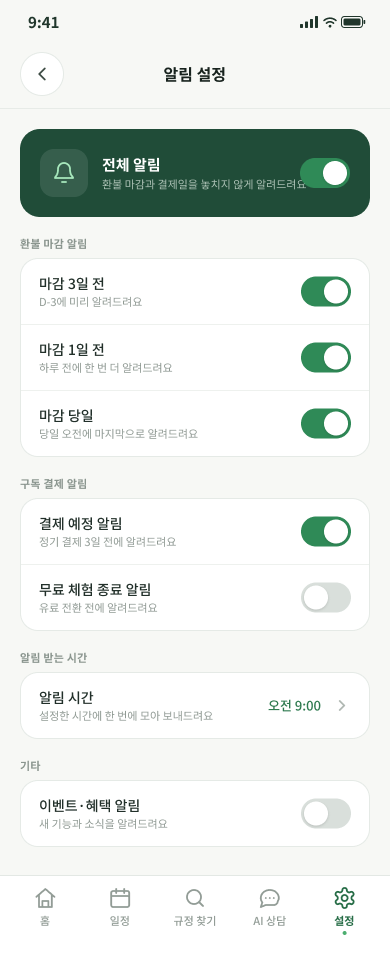 9:41
알림 설정
전체 알림
환불 마감과 결제일을 놓치지 않게 알려드려요
환불 마감 알림
마감 3일 전
D-3에 미리 알려드려요
마감 1일 전
하루 전에 한 번 더 알려드려요
마감 당일
당일 오전에 마지막으로 알려드려요
구독 결제 알림
결제 예정 알림
정기 결제 3일 전에 알려드려요
무료 체험 종료 알림
유료 전환 전에 알려드려요
알림 받는 시간
알림 시간
오전 9:00
설정한 시간에 한 번에 모아 보내드려요
기타
이벤트·혜택 알림
새 기능과 소식을 알려드려요
홈 일정 규정 찾기 AI 상담 설정